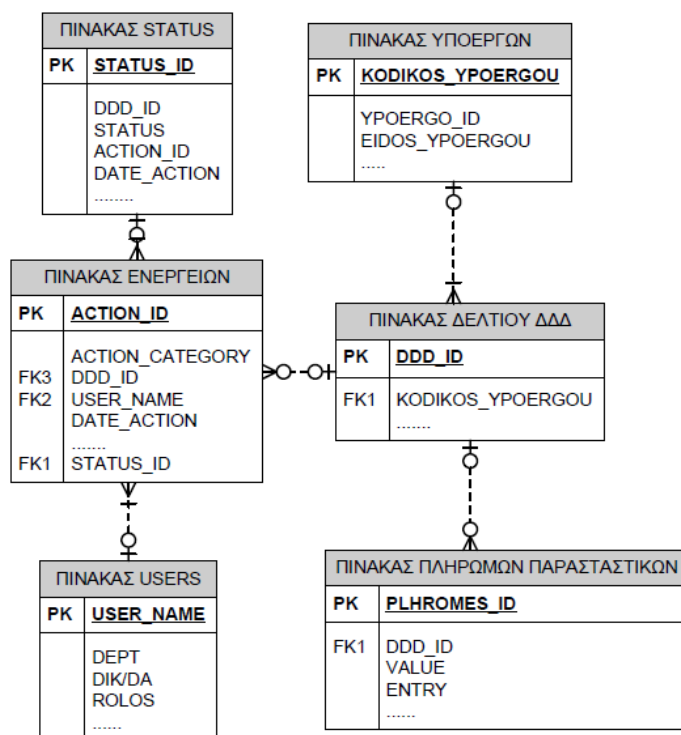 ΠΙΝΑΚΑΣ STATUS
PK STATUS_ID
DDD_ID
STATUS
ACTION_ID
DATE_ACTION
........
ΠΙΝΑΚΑΣ ΥΠΟΕΡΓΩΝ
PK KODIKOS_YPOERGOU
YPOERGO_ID
EIDOS_YPOERGOU
.....
ΠΙΝΑΚΑΣ ΕΝΕΡΓΕΙΩΝ
PK ACTION_ID
ACTION_CATEGORY
FK3 DDD_ID
FK2 USER_NAME
DATE_ACTION
.......
FK1 STATUS_ID
ΠΙΝΑΚΑΣ ΔΕΛΤΙΟΥ ΔΔΔ
PK DDD_ID
FK1 KODIKOS_YPOERGOU
.......
ΠΙΝΑΚΑΣ USERS
PK USER_NAME
DEPT
DIK/DA
ROLOS
......
ΠΙΝΑΚΑΣ ΠΛΗΡΩΜΩΝ ΠΑΡΑΣΤΑΣΤΙΚΩΝ
PK PLHROMES_ID
FK1 DDD_ID
VALUE
ENTRY
......